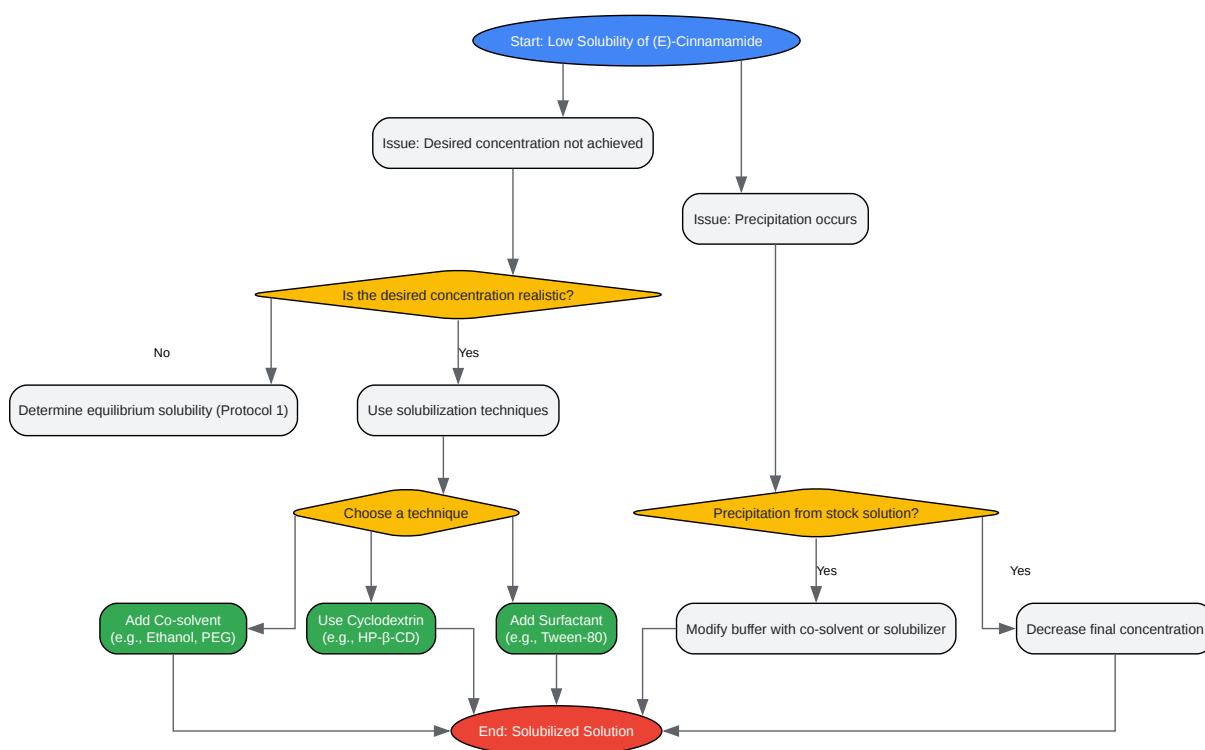 Start: Low Solubility of (E)-Cinnamamide
Issue: Desired concentration not achieved
Issue: Precipitation occurs
Is the desired concentration realistic?
No
Yes
Determine equilibrium solubility (Protocol 1)
Use solubilization techniques
Choose a technique
Precipitation from stock solution?
Yes
Yes
Add Co-solvent
(e.g., Ethanol, PEG)
Use Cyclodextrin
(e.g., HP-β-CD)
Add Surfactant
(e.g., Tween-80)
Modify buffer with co-solvent or solubilizer
Decrease final concentration
End: Solubilized Solution